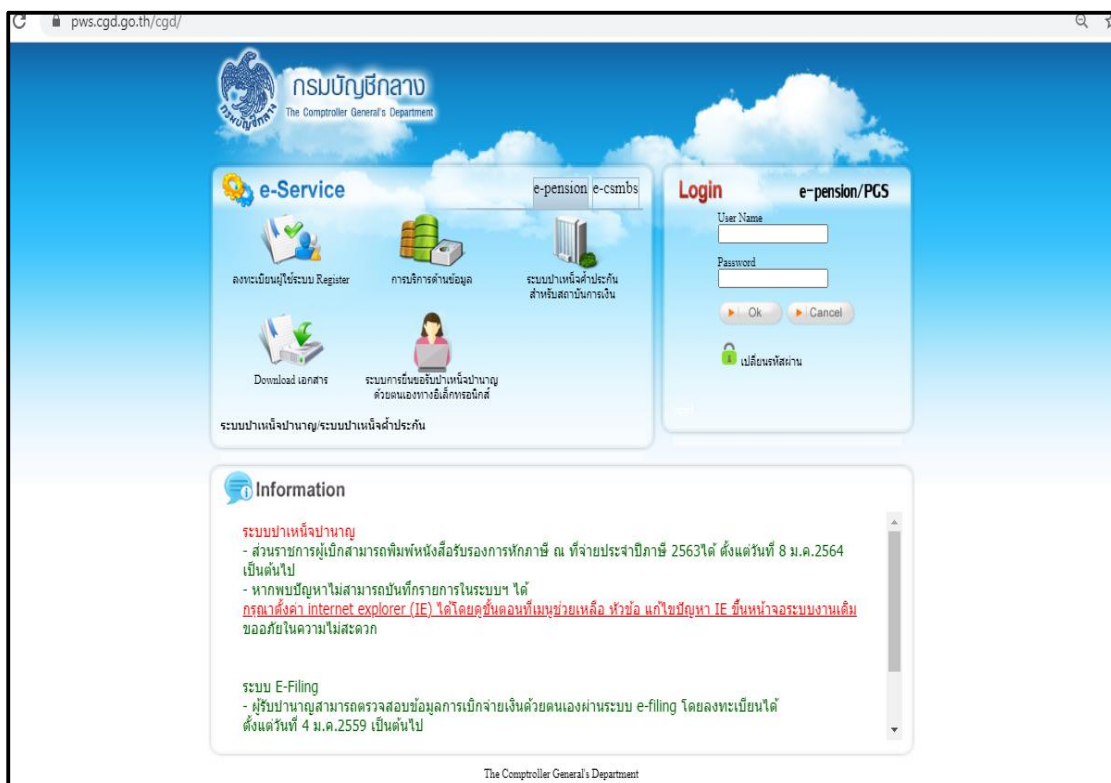 pws.cgd.go.th/cgd/
กรมบัญชีกลาง
The Comptroller General's Department
กรมบัญชีกลาง
e-Service
e-pension e-csmbs
ลงทะเบียนผู้ใช้ระบบ Register
การบริการด้านข้อมูล
ระบบบำเหน็จค้ำประกัน
สำหรับสถาบันการเงิน
Download เอกสาร
ระบบการยื่นขอรับบำเหน็จบำนาญ
ด้วยตนเองทางอิเล็กทรอนิกส์
ระบบบำเหน็จบำนาญ/ระบบบำเหน็จค้ำประกัน
Login e-pension/PGS
User Name
Password
Ok Cancel
เปลี่ยนรหัสผ่าน
Information
ระบบบำเหน็จบำนาญ
- ส่วนราชการผู้เบิกสามารถพิมพ์หนังสือรับรองการหักภาษี ณ ที่จ่ายประจำปีภาษี 2563ได้ ตั้งแต่วันที่ 8 ม.ค.2564
เป็นต้นไป
- หากพบปัญหาไม่สามารถบันทึกรายการในระบบฯ ได้
กรุณาตั้งค่า internet explorer (IE) ได้โดยดูขั้นตอนที่เมนูช่วยเหลือ หัวข้อ แก้ไขปัญหา IE ขึ้นหน้าจอระบบงานเดิม
ขออภัยในความไม่สะดวก
ระบบ E-Filing
- ผู้รับบำนาญสามารถตรวจสอบข้อมูลการเบิกจ่ายเงินด้วยตนเองผ่านระบบ e-filing โดยลงทะเบียนได้
ตั้งแต่วันที่ 4 ม.ค.2559 เป็นต้นไป
The Comptroller General's Department